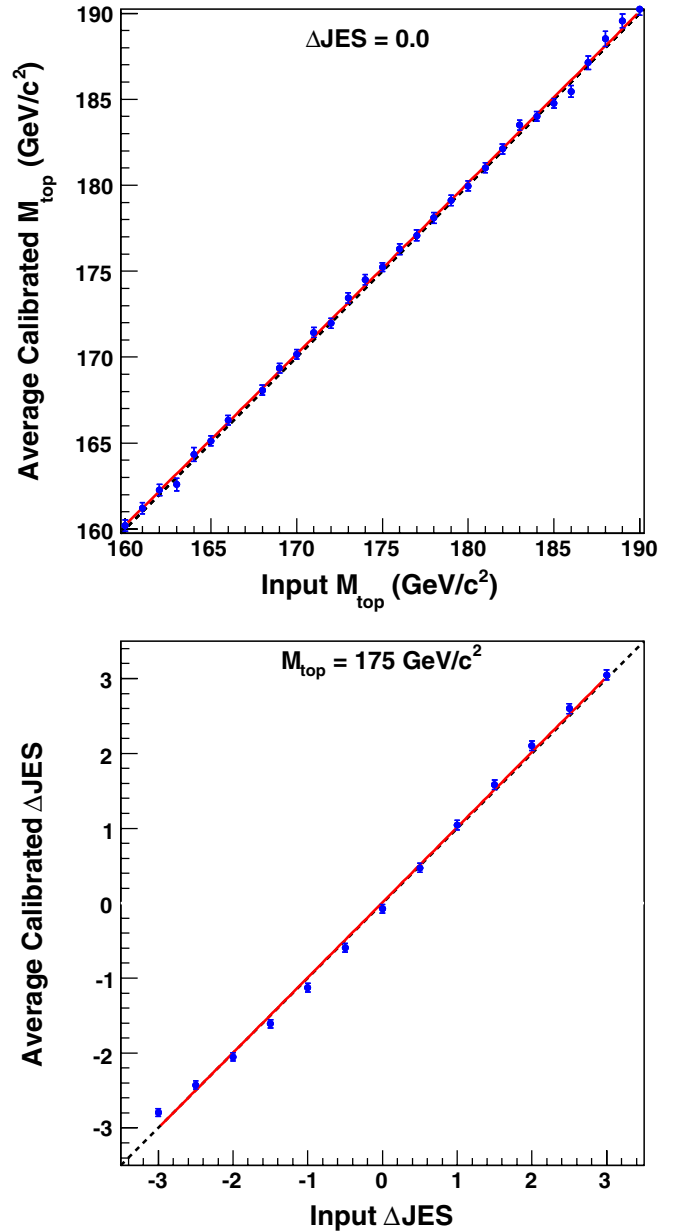 ΔJES = 0.0
Average Calibrated M_top (GeV/c²)
190
185
180
175
170
165
160
160 165 170 175 180 185 190
Input M_top (GeV/c²)
M_top = 175 GeV/c²
Average Calibrated ΔJES
3
2
1
0
-1
-2
-3
-3 -2 -1 0 1 2 3
Input ΔJES